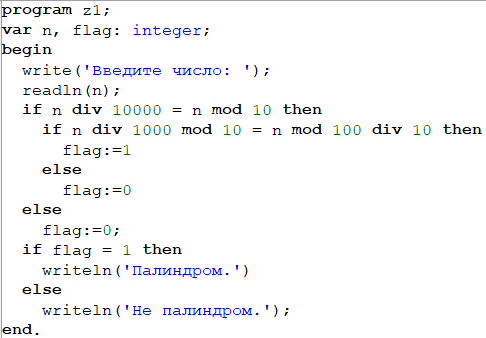 program z1;
var n, flag: integer;
begin
  write('Введите число: ');
  readln(n);
  if n div 10000 = n mod 10 then
    if n div 1000 mod 10 = n mod 100 div 10 then
      flag:=1
    else
      flag:=0
  else
    flag:=0;
  if flag = 1 then
    writeln('Палиндром.')
  else
    writeln('Не палиндром.');
end.